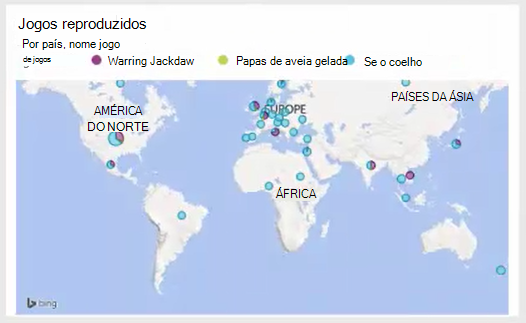 Jogos reproduzidos
Por país, nome jogo
de jogos
Warring Jackdaw
Papas de aveia gelada
Se o coelho
AMÉRICA
DO NORTE
EUROPE
PAÍSES DA ÁSIA
ÁFRICA
bing